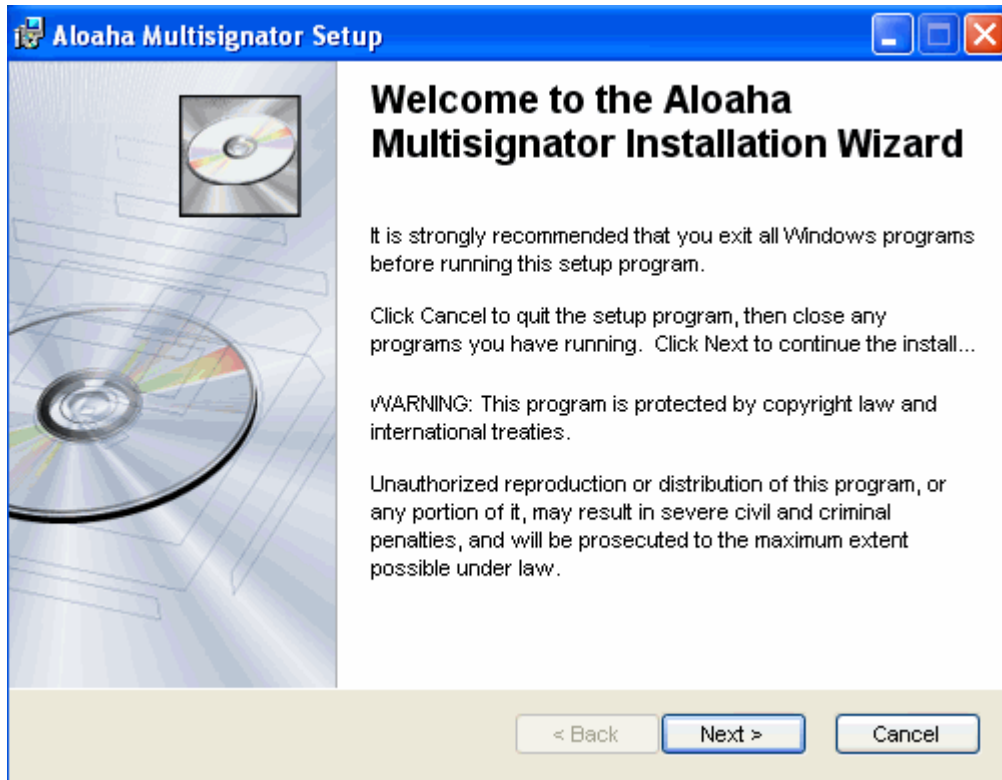 Aloaha Multisignator Setup
Welcome to the Aloaha
Multisignator Installation Wizard
It is strongly recommended that you exit all Windows programs
before running this setup program.
Click Cancel to quit the setup program, then close any
programs you have running.  Click Next to continue the install...
WARNING: This program is protected by copyright law and
international treaties.
Unauthorized reproduction or distribution of this program, or
any portion of it, may result in severe civil and criminal
penalties, and will be prosecuted to the maximum extent
possible under law.
< Back
Next >
Cancel